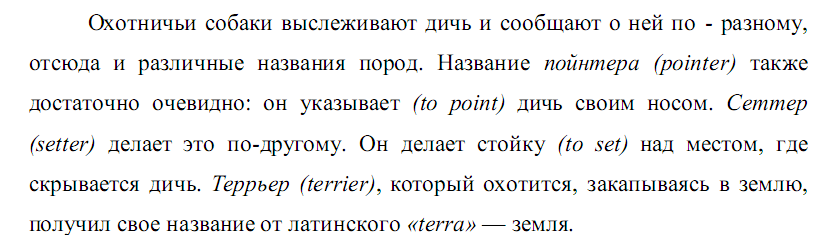 Охотничьи собаки выслеживают дичь и сообщают о ней по - разному,
отсюда и различные названия пород. Название пойнтера (pointer) также
достаточно очевидно: он указывает (to point) дичь своим носом. Сеттер
(setter) делает это по-другому. Он делает стойку (to set) над местом, где
скрывается дичь. Террьер (terrier), который охотится, закапываясь в землю,
получил свое название от латинского «terra» — земля.